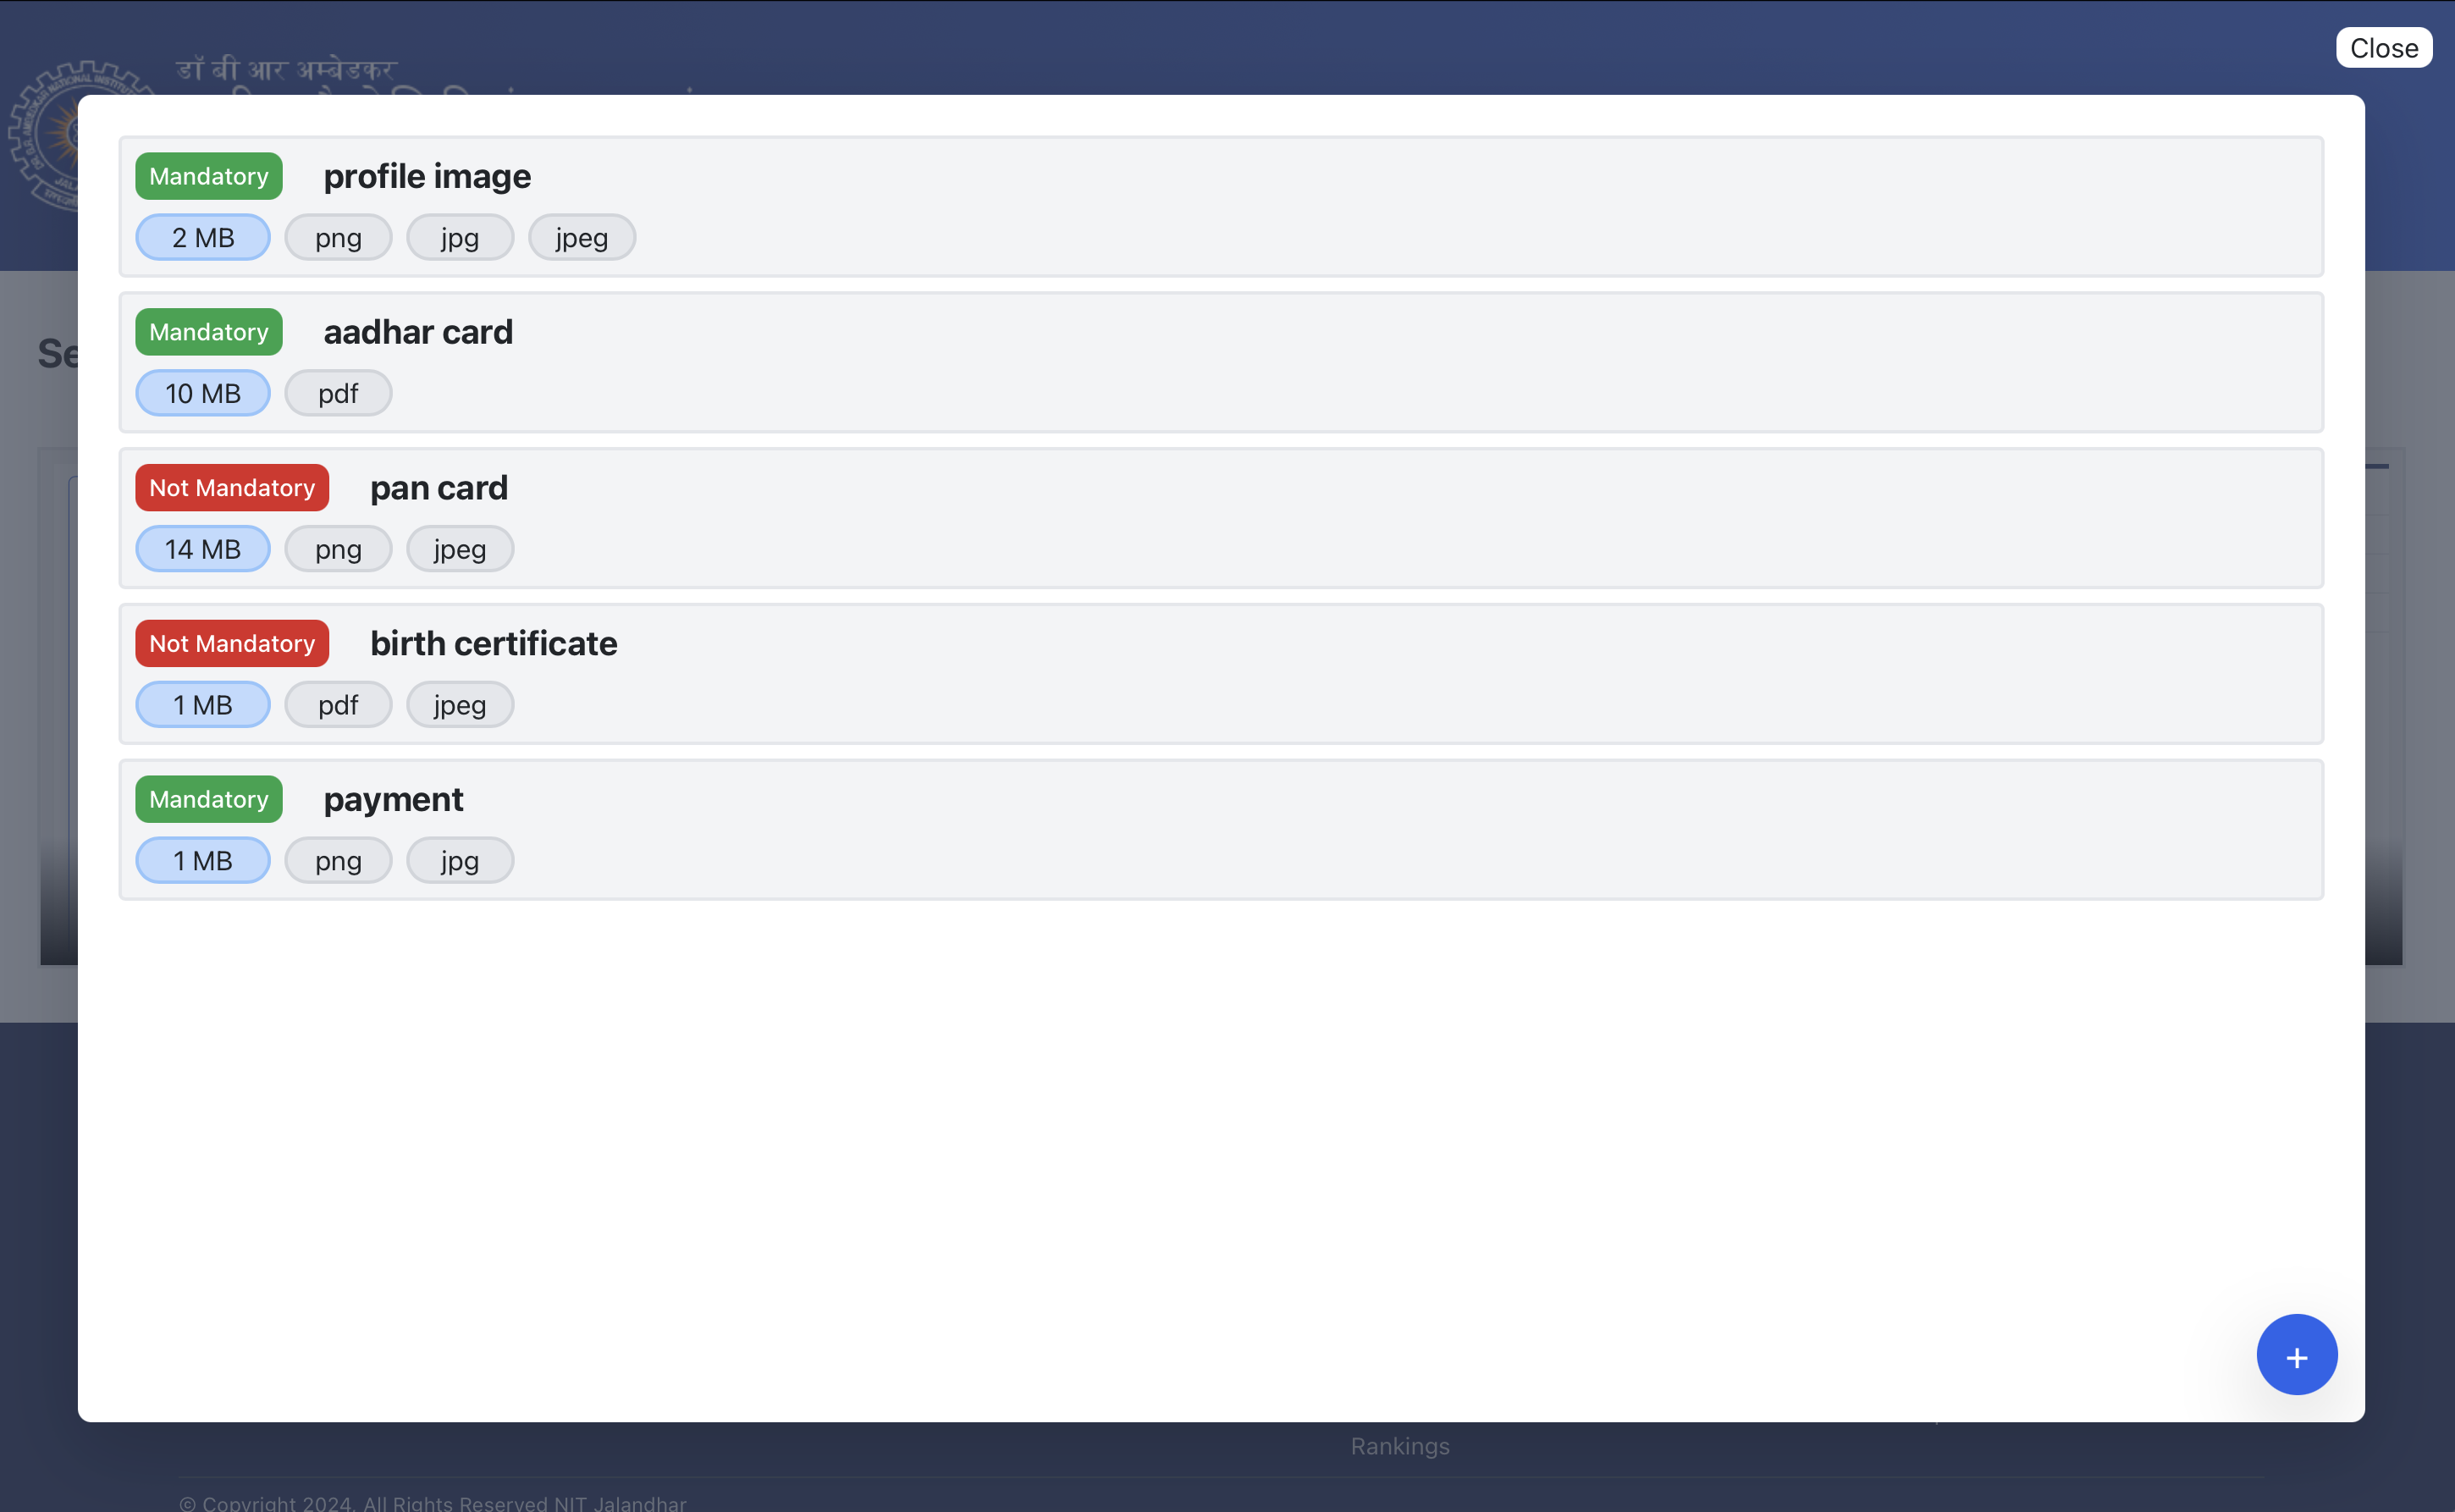 Close
डॉ बी आर अम्बेडकर
Mandatory profile image
2 MB png jpg jpeg
Mandatory aadhar card
10 MB pdf
Not Mandatory pan card
14 MB png jpeg
Not Mandatory birth certificate
1 MB pdf jpeg
Mandatory payment
1 MB png jpg
+
Rankings
© Copyright 2024. All Rights Reserved NIT Jalandhar